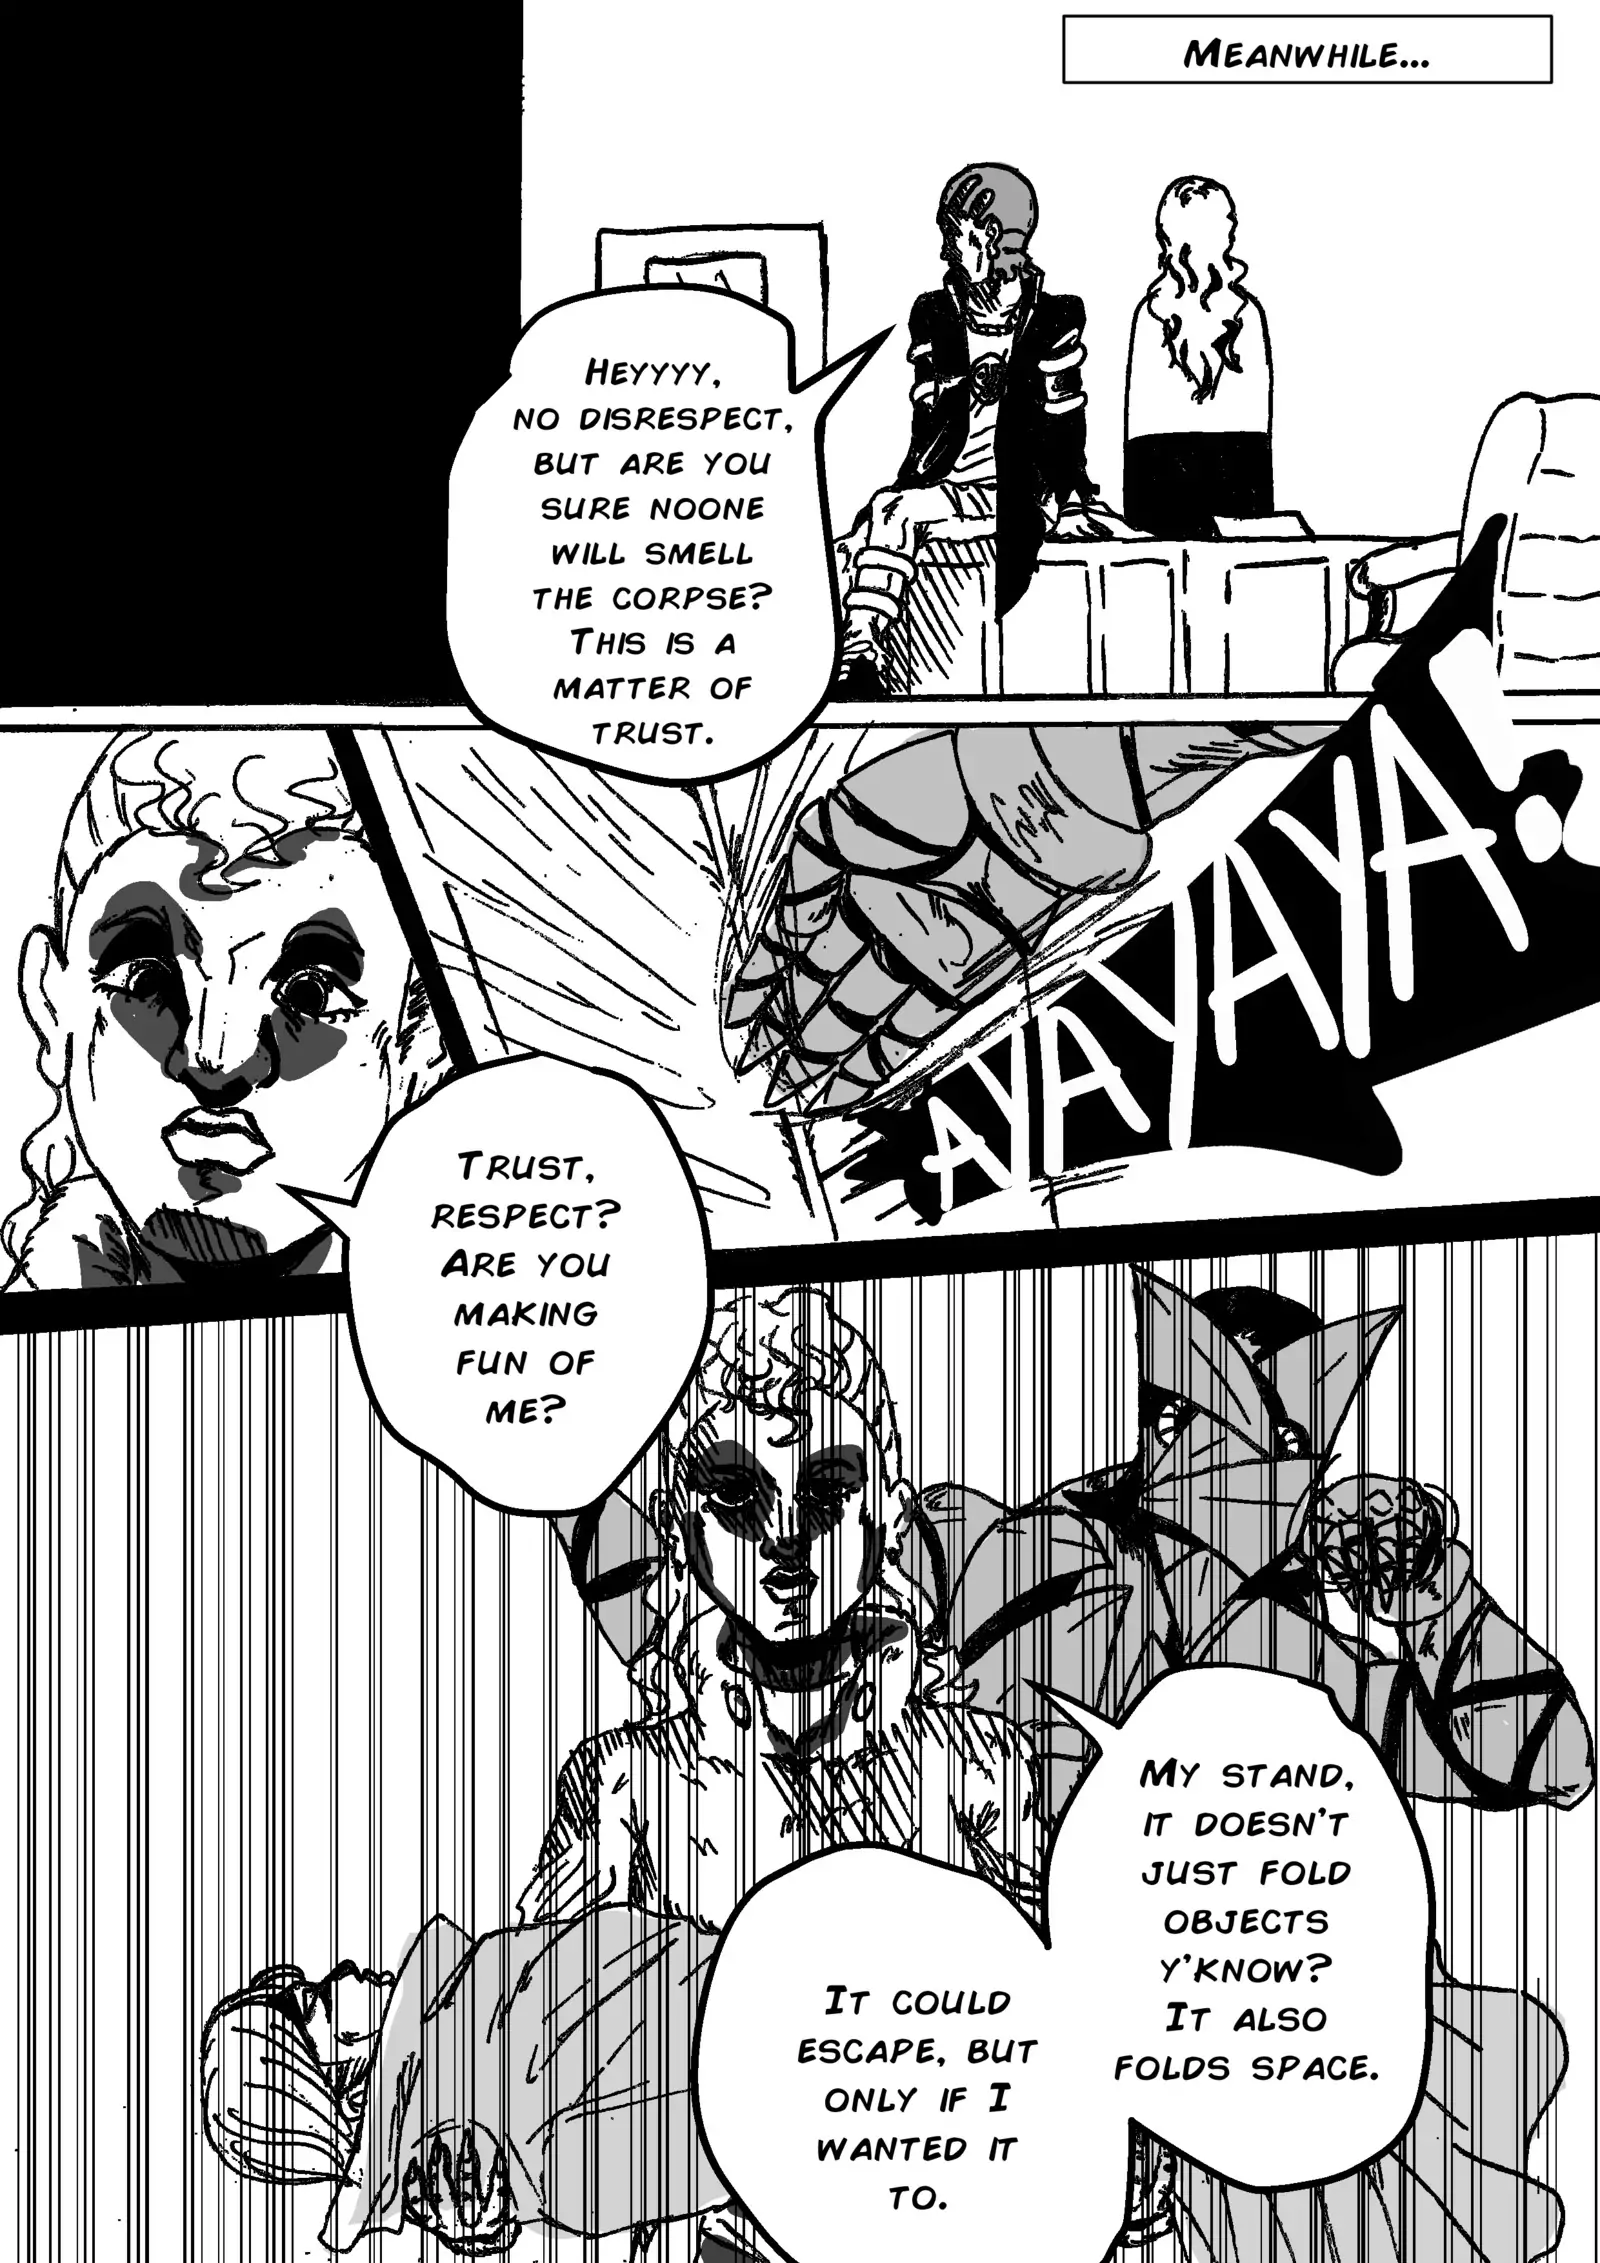 MEANWHILE...
HEYYYY,
NO DISRESPECT,
BUT ARE YOU
SURE NOONE
WILL SMELL
THE CORPSE?
THIS IS A
MATTER OF
TRUST.
AYAYAYAYA!
TRUST,
RESPECT?
ARE YOU
MAKING
FUN OF
ME?
MY STAND,
IT DOESN'T
JUST FOLD
OBJECTS
Y'KNOW?
IT ALSO
FOLDS SPACE.
IT COULD
ESCAPE, BUT
ONLY IF I
WANTED IT
TO.